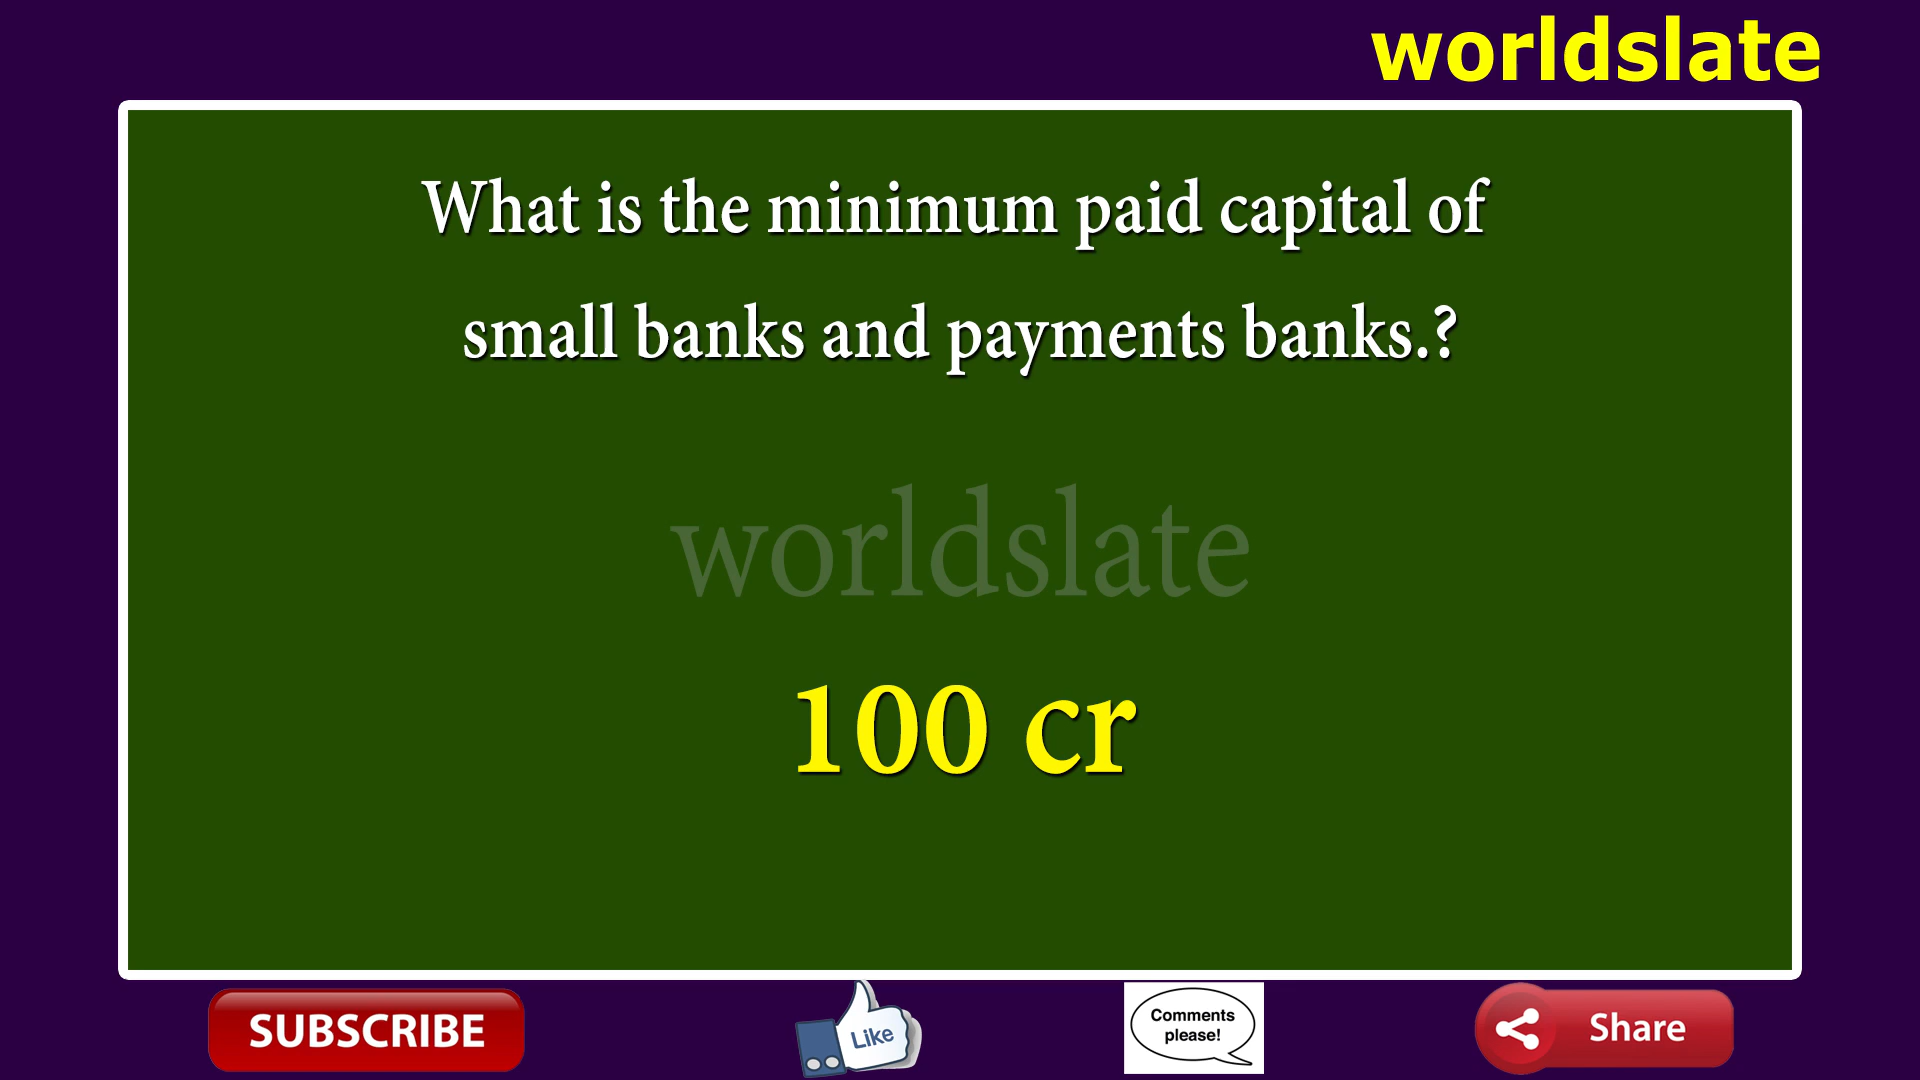 worldslate
What is the minimum paid capital of
small banks and payments banks.?
worldslate
100 cr
SUBSCRIBE
Like
Comments
please!
Share